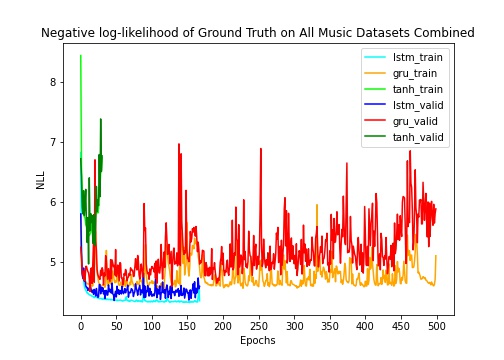 Negative log-likelihood of Ground Truth on All Music Datasets Combined
lstm_train
gru_train
tanh_train
lstm_valid
gru_valid
tanh_valid
8
7
6
5
NLL
0 50 100 150 200 250 300 350 400 450 500
Epochs